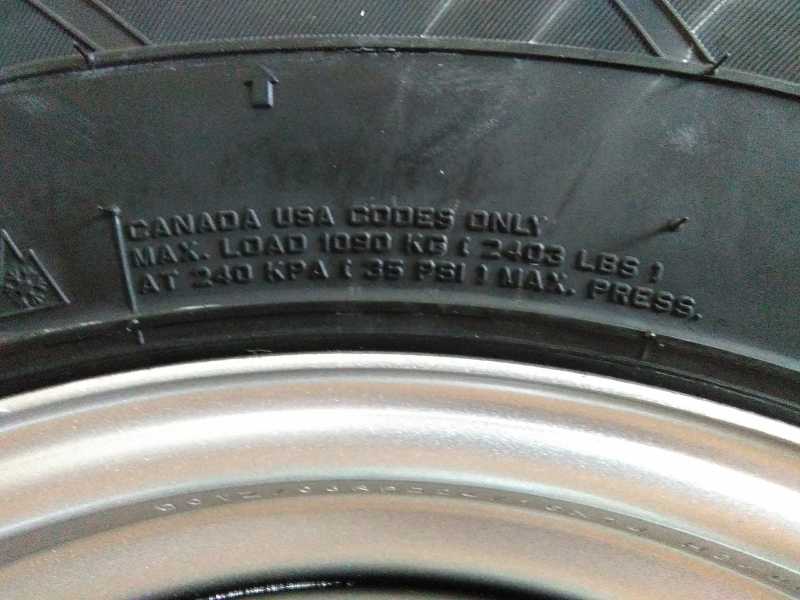 CANADA USA CODES ONLY
MAX. LOAD 1090 KG ( 2403 LBS )
AT 240 KPA ( 35 PSI ) MAX. PRESS.